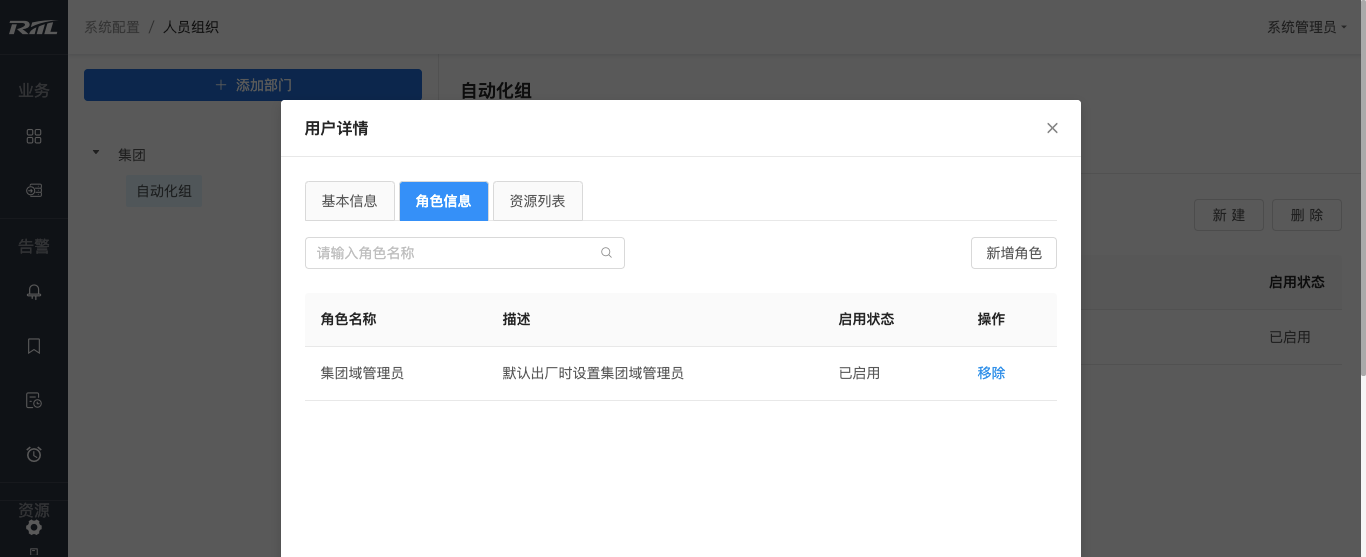 RIIL
系统配置 / 人员组织
系统管理员
业务
告警
资源
添加部门
集团
自动化组
自动化组
新 建
删 除
启用状态
已启用
用户详情
基本信息
角色信息
资源列表
请输入角色名称
新增角色
角色名称 描述 启用状态 操作
集团域管理员 默认出厂时设置集团域管理员 已启用 移除